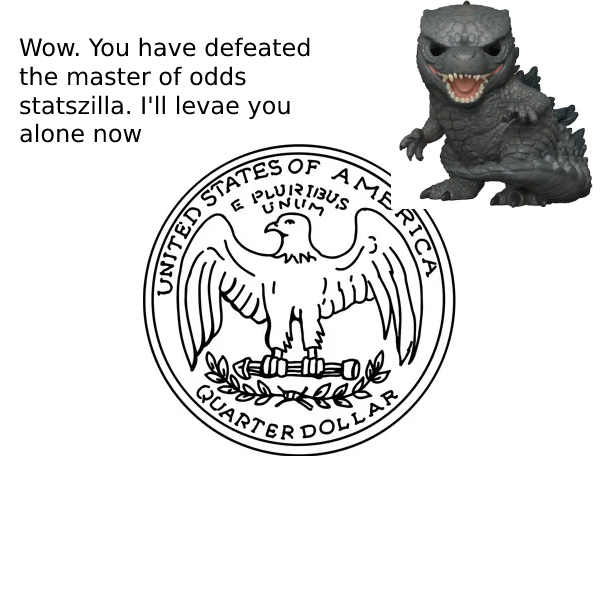 Wow. You have defeated
the master of odds
statszilla. I'll levae you
alone now
UNITED STATES OF AMERICA
E PLURIBUS
UNUM
QUARTER DOLLAR